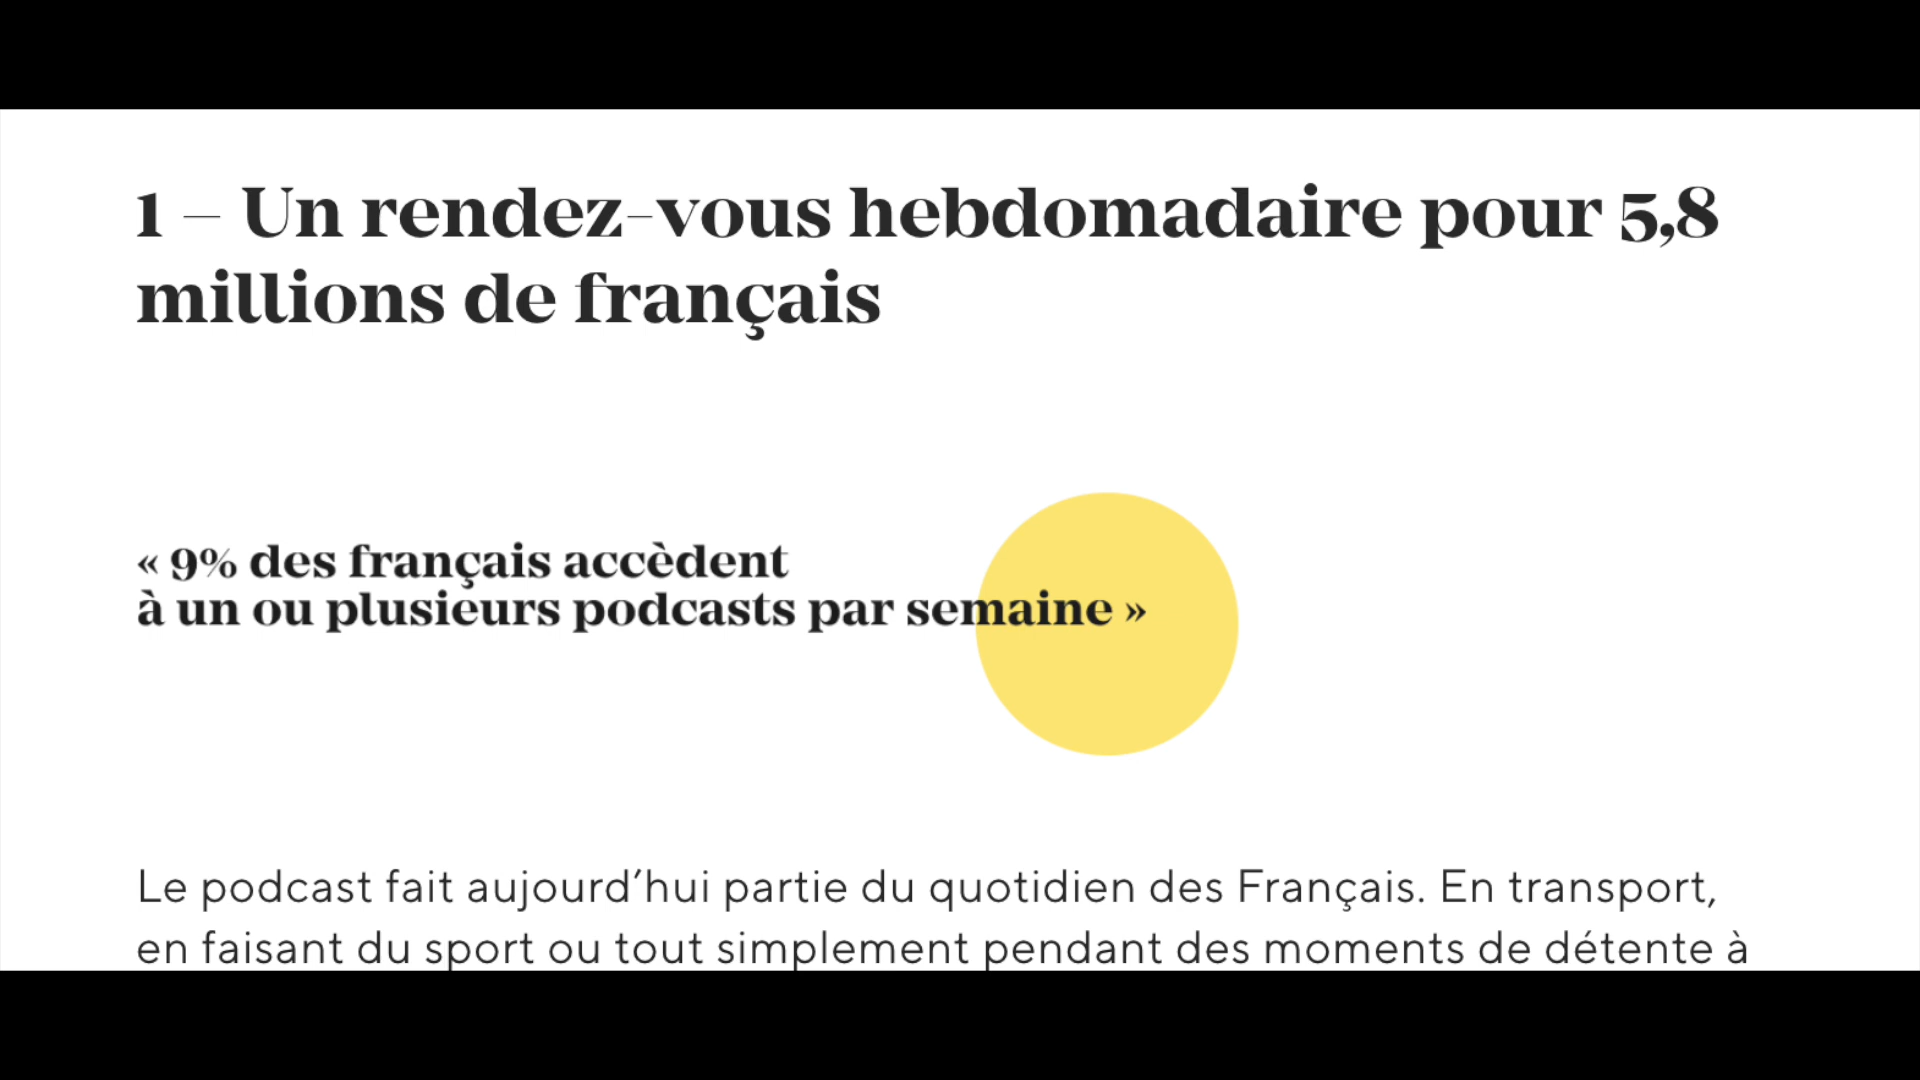 1 – Un rendez-vous hebdomadaire pour 5,8
millions de français
« 9% des français accèdent
à un ou plusieurs podcasts par semaine »
Le podcast fait aujourd’hui partie du quotidien des Français. En transport,
en faisant du sport ou tout simplement pendant des moments de détente à